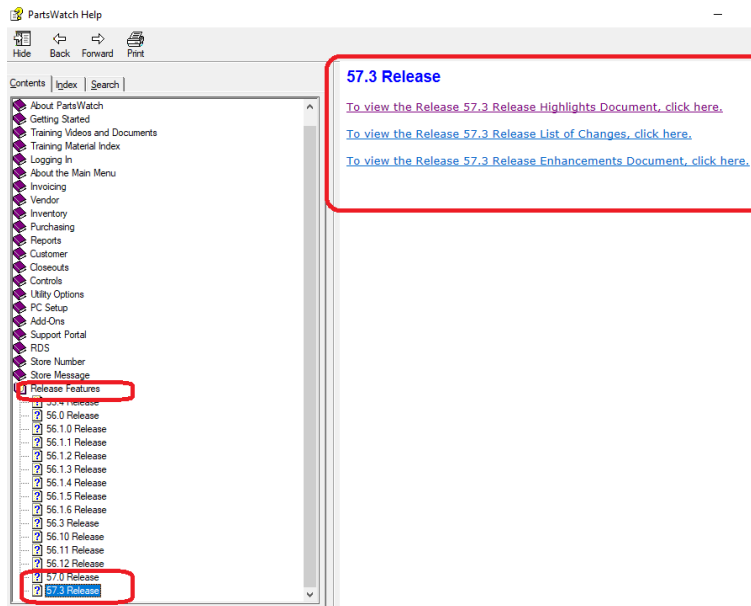 PartsWatch Help
Hide Back Forward Print
Contents Index Search
About PartsWatch
Getting Started
Training Videos and Documents
Training Material Index
Logging In
About the Main Menu
Invoicing
Vendor
Inventory
Purchasing
Reports
Customer
Closeouts
Controls
Utility Options
PC Setup
Add-Ons
Support Portal
RDS
Store Number
Store Message
Release Features
55.4 Release
56.0 Release
56.1.0 Release
56.1.1 Release
56.1.2 Release
56.1.3 Release
56.1.4 Release
56.1.5 Release
56.1.6 Release
56.3 Release
56.10 Release
56.11 Release
56.12 Release
57.0 Release
57.3 Release
57.3 Release
To view the Release 57.3 Release Highlights Document, click here.
To view the Release 57.3 Release List of Changes, click here.
To view the Release 57.3 Release Enhancements Document, click here.